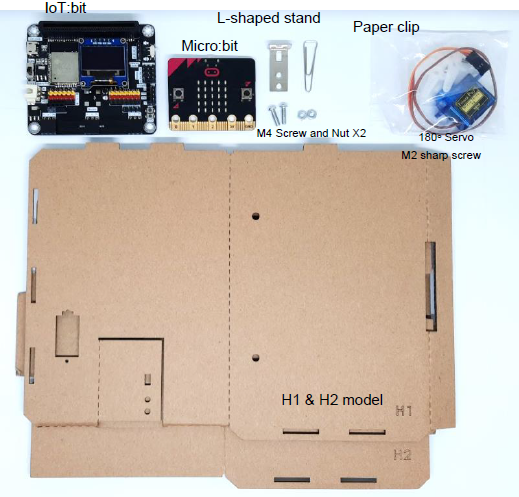 IoT:bit
L-shaped stand
Paper clip
Micro:bit
M4 Screw and Nut X2
180º Servo
M2 sharp screw
H1 & H2 model
H1
H2